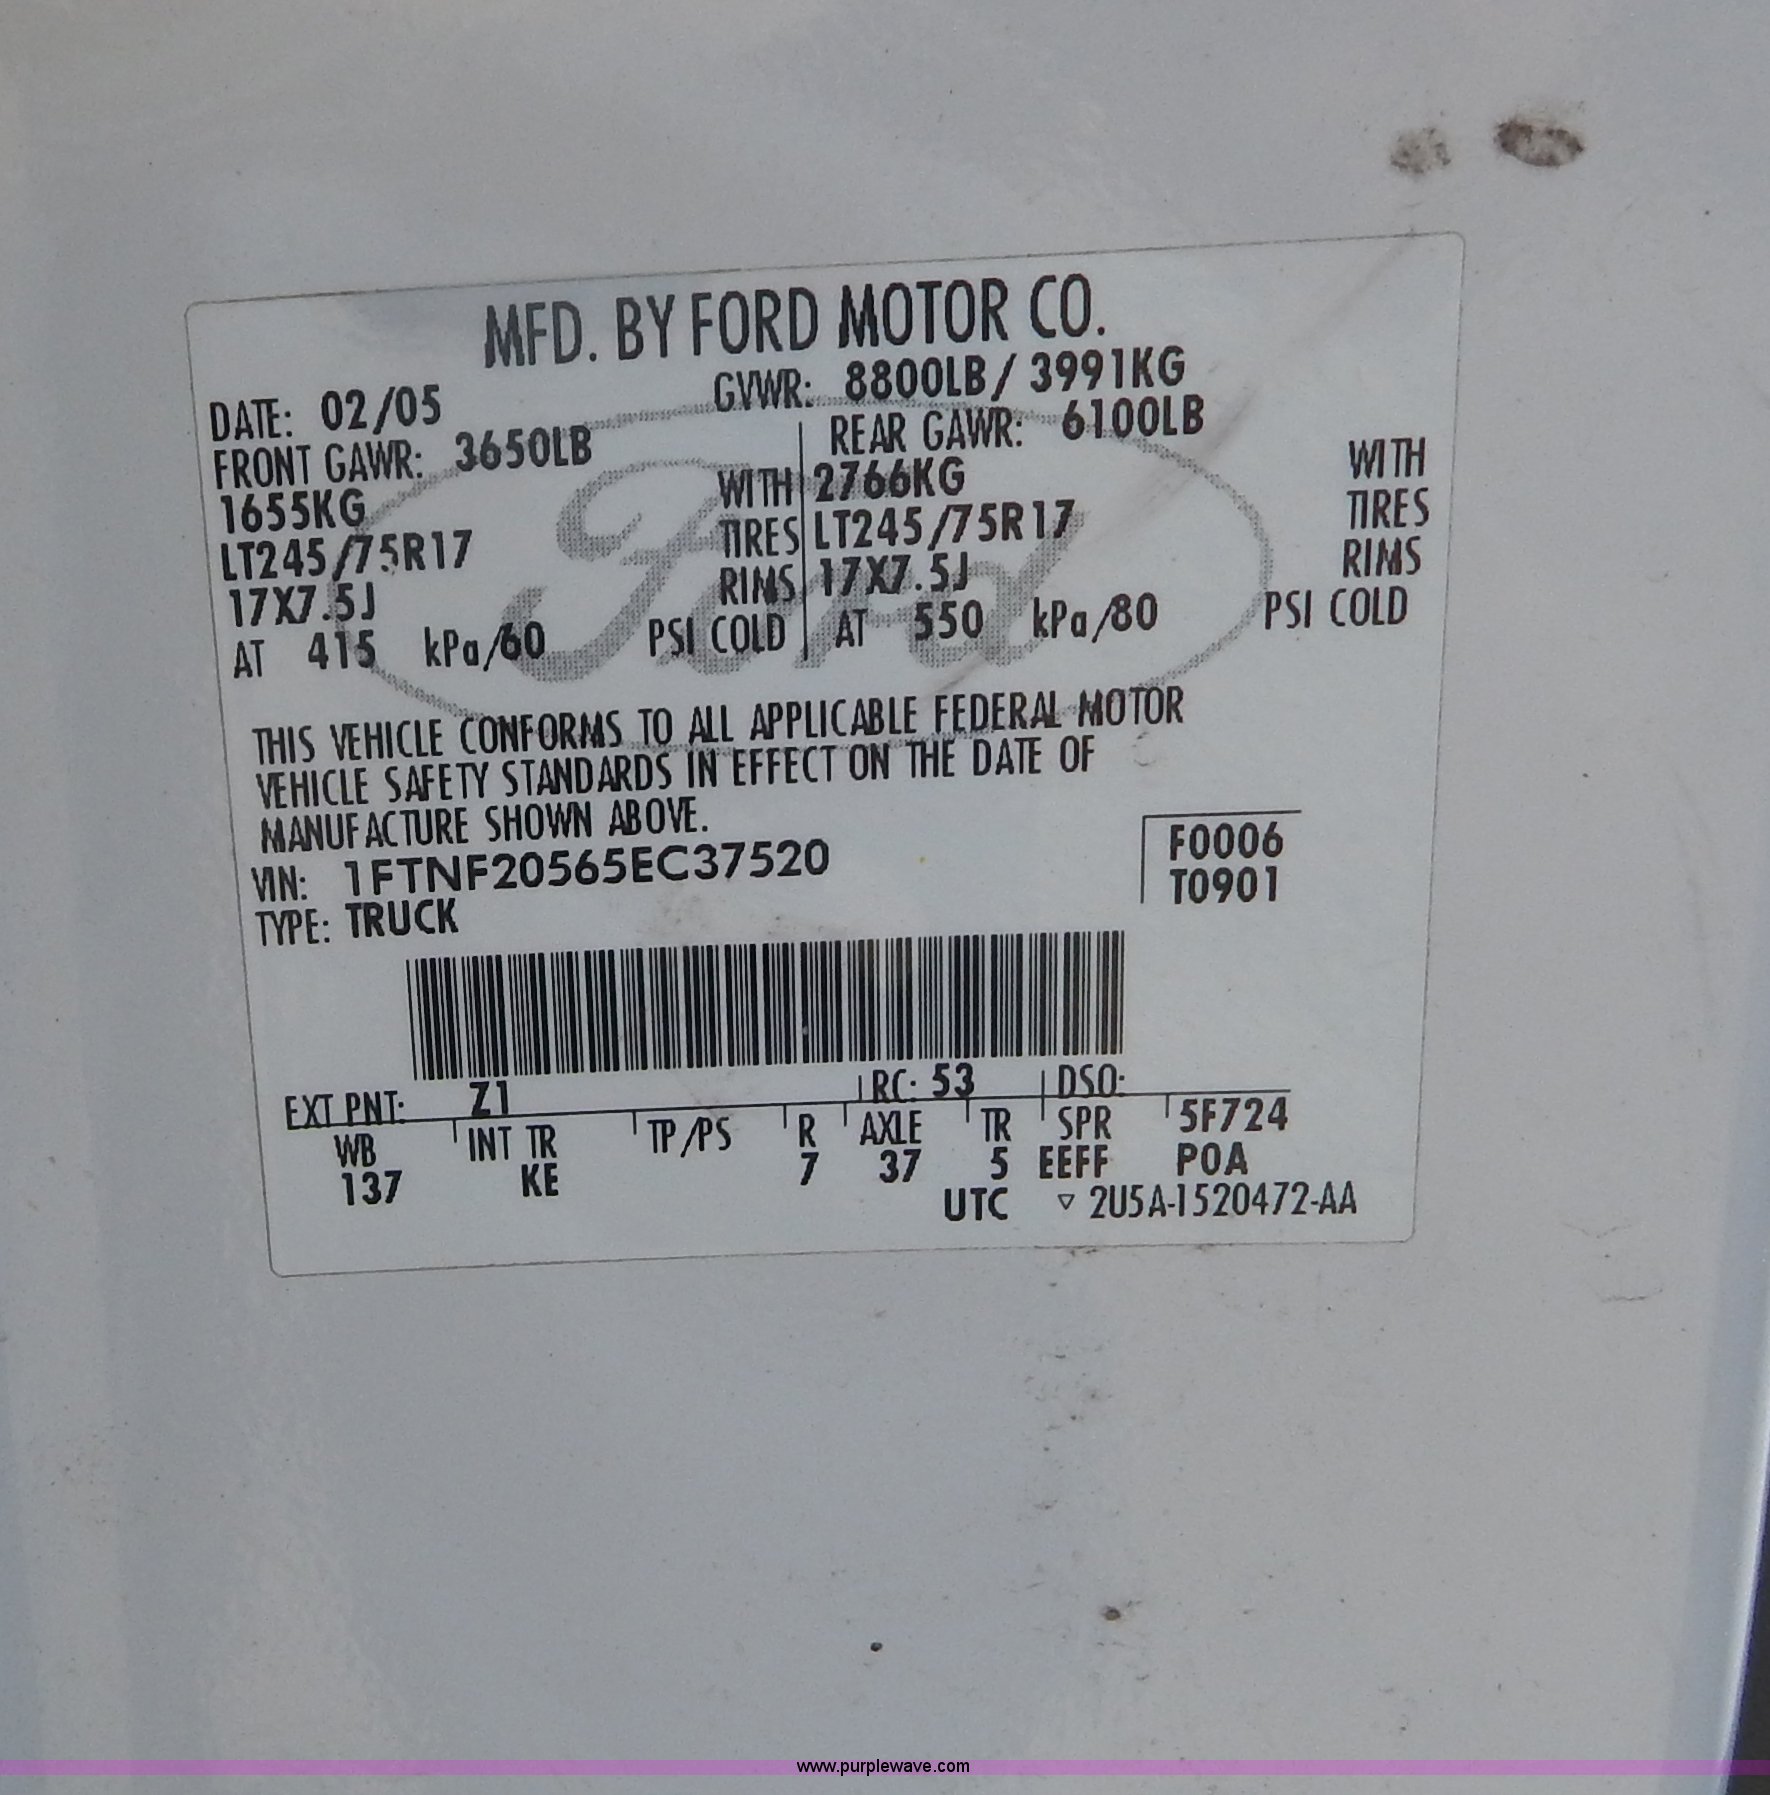 MFD. BY FORD MOTOR CO.
DATE: 02/05 GVWR: 8800LB/ 3991KG
FRONT GAWR: 3650LB REAR GAWR: 6100LB
1655KG WITH 2766KG WITH
LT245/75R17 TIRES LT245/75R17 TIRES
17X7.5J RIMS 17X7.5J RIMS
AT 415 kPa/60 PSI COLD AT 550 kPa/80 PSI COLD
Ford
THIS VEHICLE CONFORMS TO ALL APPLICABLE FEDERAL MOTOR
VEHICLE SAFETY STANDARDS IN EFFECT ON THE DATE OF
MANUFACTURE SHOWN ABOVE.
VIN: 1FTNF20565EC37520 F0006
TYPE: TRUCK T0901
EXT PNT: Z1 RC: 53 DSO:
WB INT TR TP/PS R AXLE TR SPR 5F724
137 KE 7 37 5 EEFF POA
UTC ▽ 2U5A-1520472-AA
www.purplewave.com